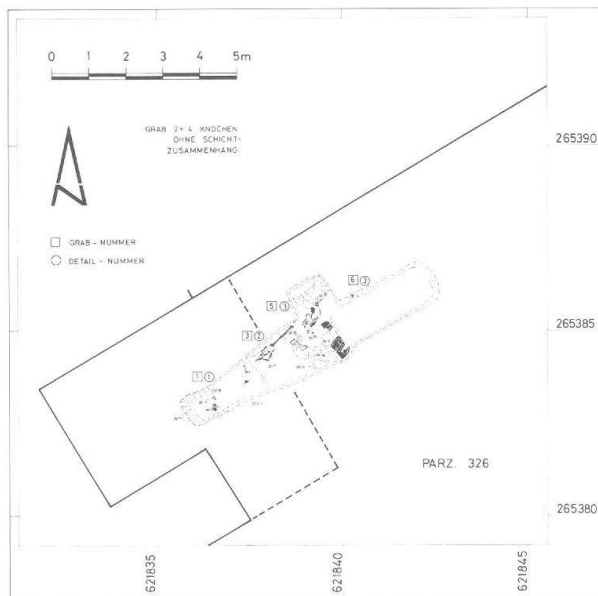 0 1 2 3 4 5m
GRAB 2+4 KNOCHEN
OHNE SCHICHT-
ZUSAMMENHANG
GRAB - NUMMER
DETAIL - NUMMER
265390
6 3
5 3
265385
3 2
1 1
PARZ. 326
265380
621835
621840
621845